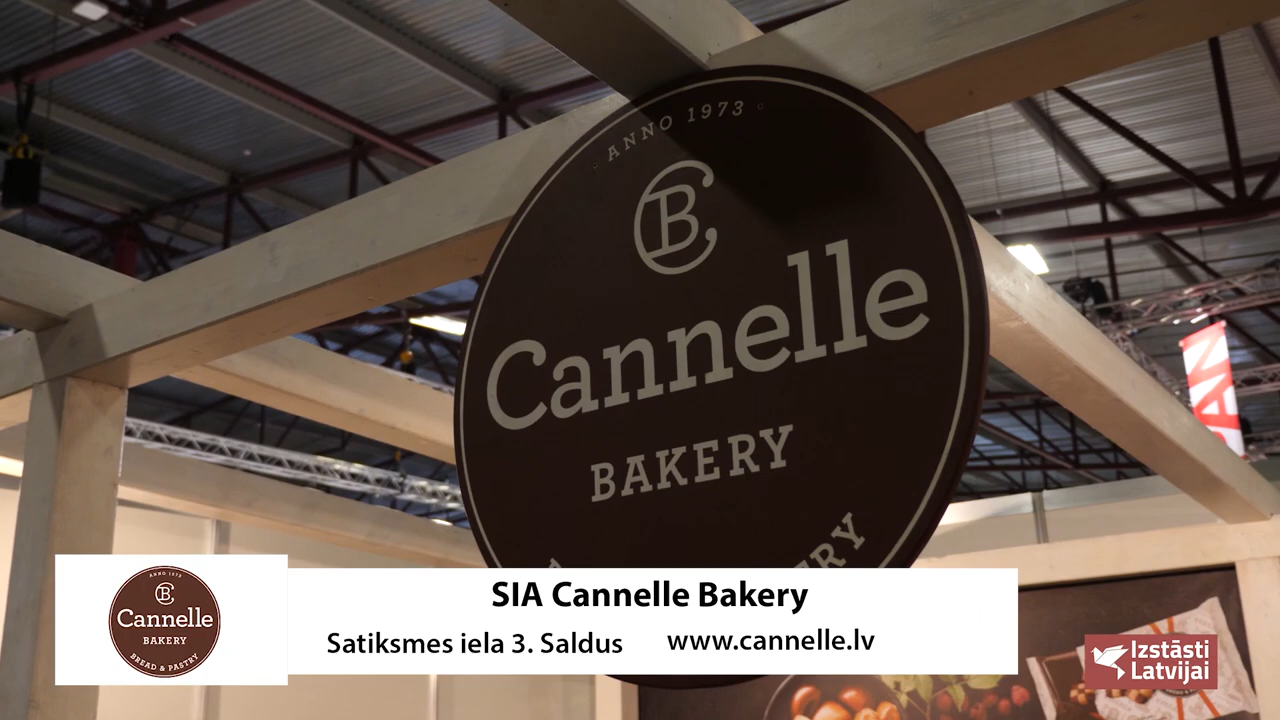 ANNO 1973
CB
Cannelle
BAKERY
ANNO 1973
CB
Cannelle
BAKERY
BREAD & PASTRY
SIA Cannelle Bakery
Satiksmes iela 3. Saldus
www.cannelle.lv
Izstāsti
Latvijai